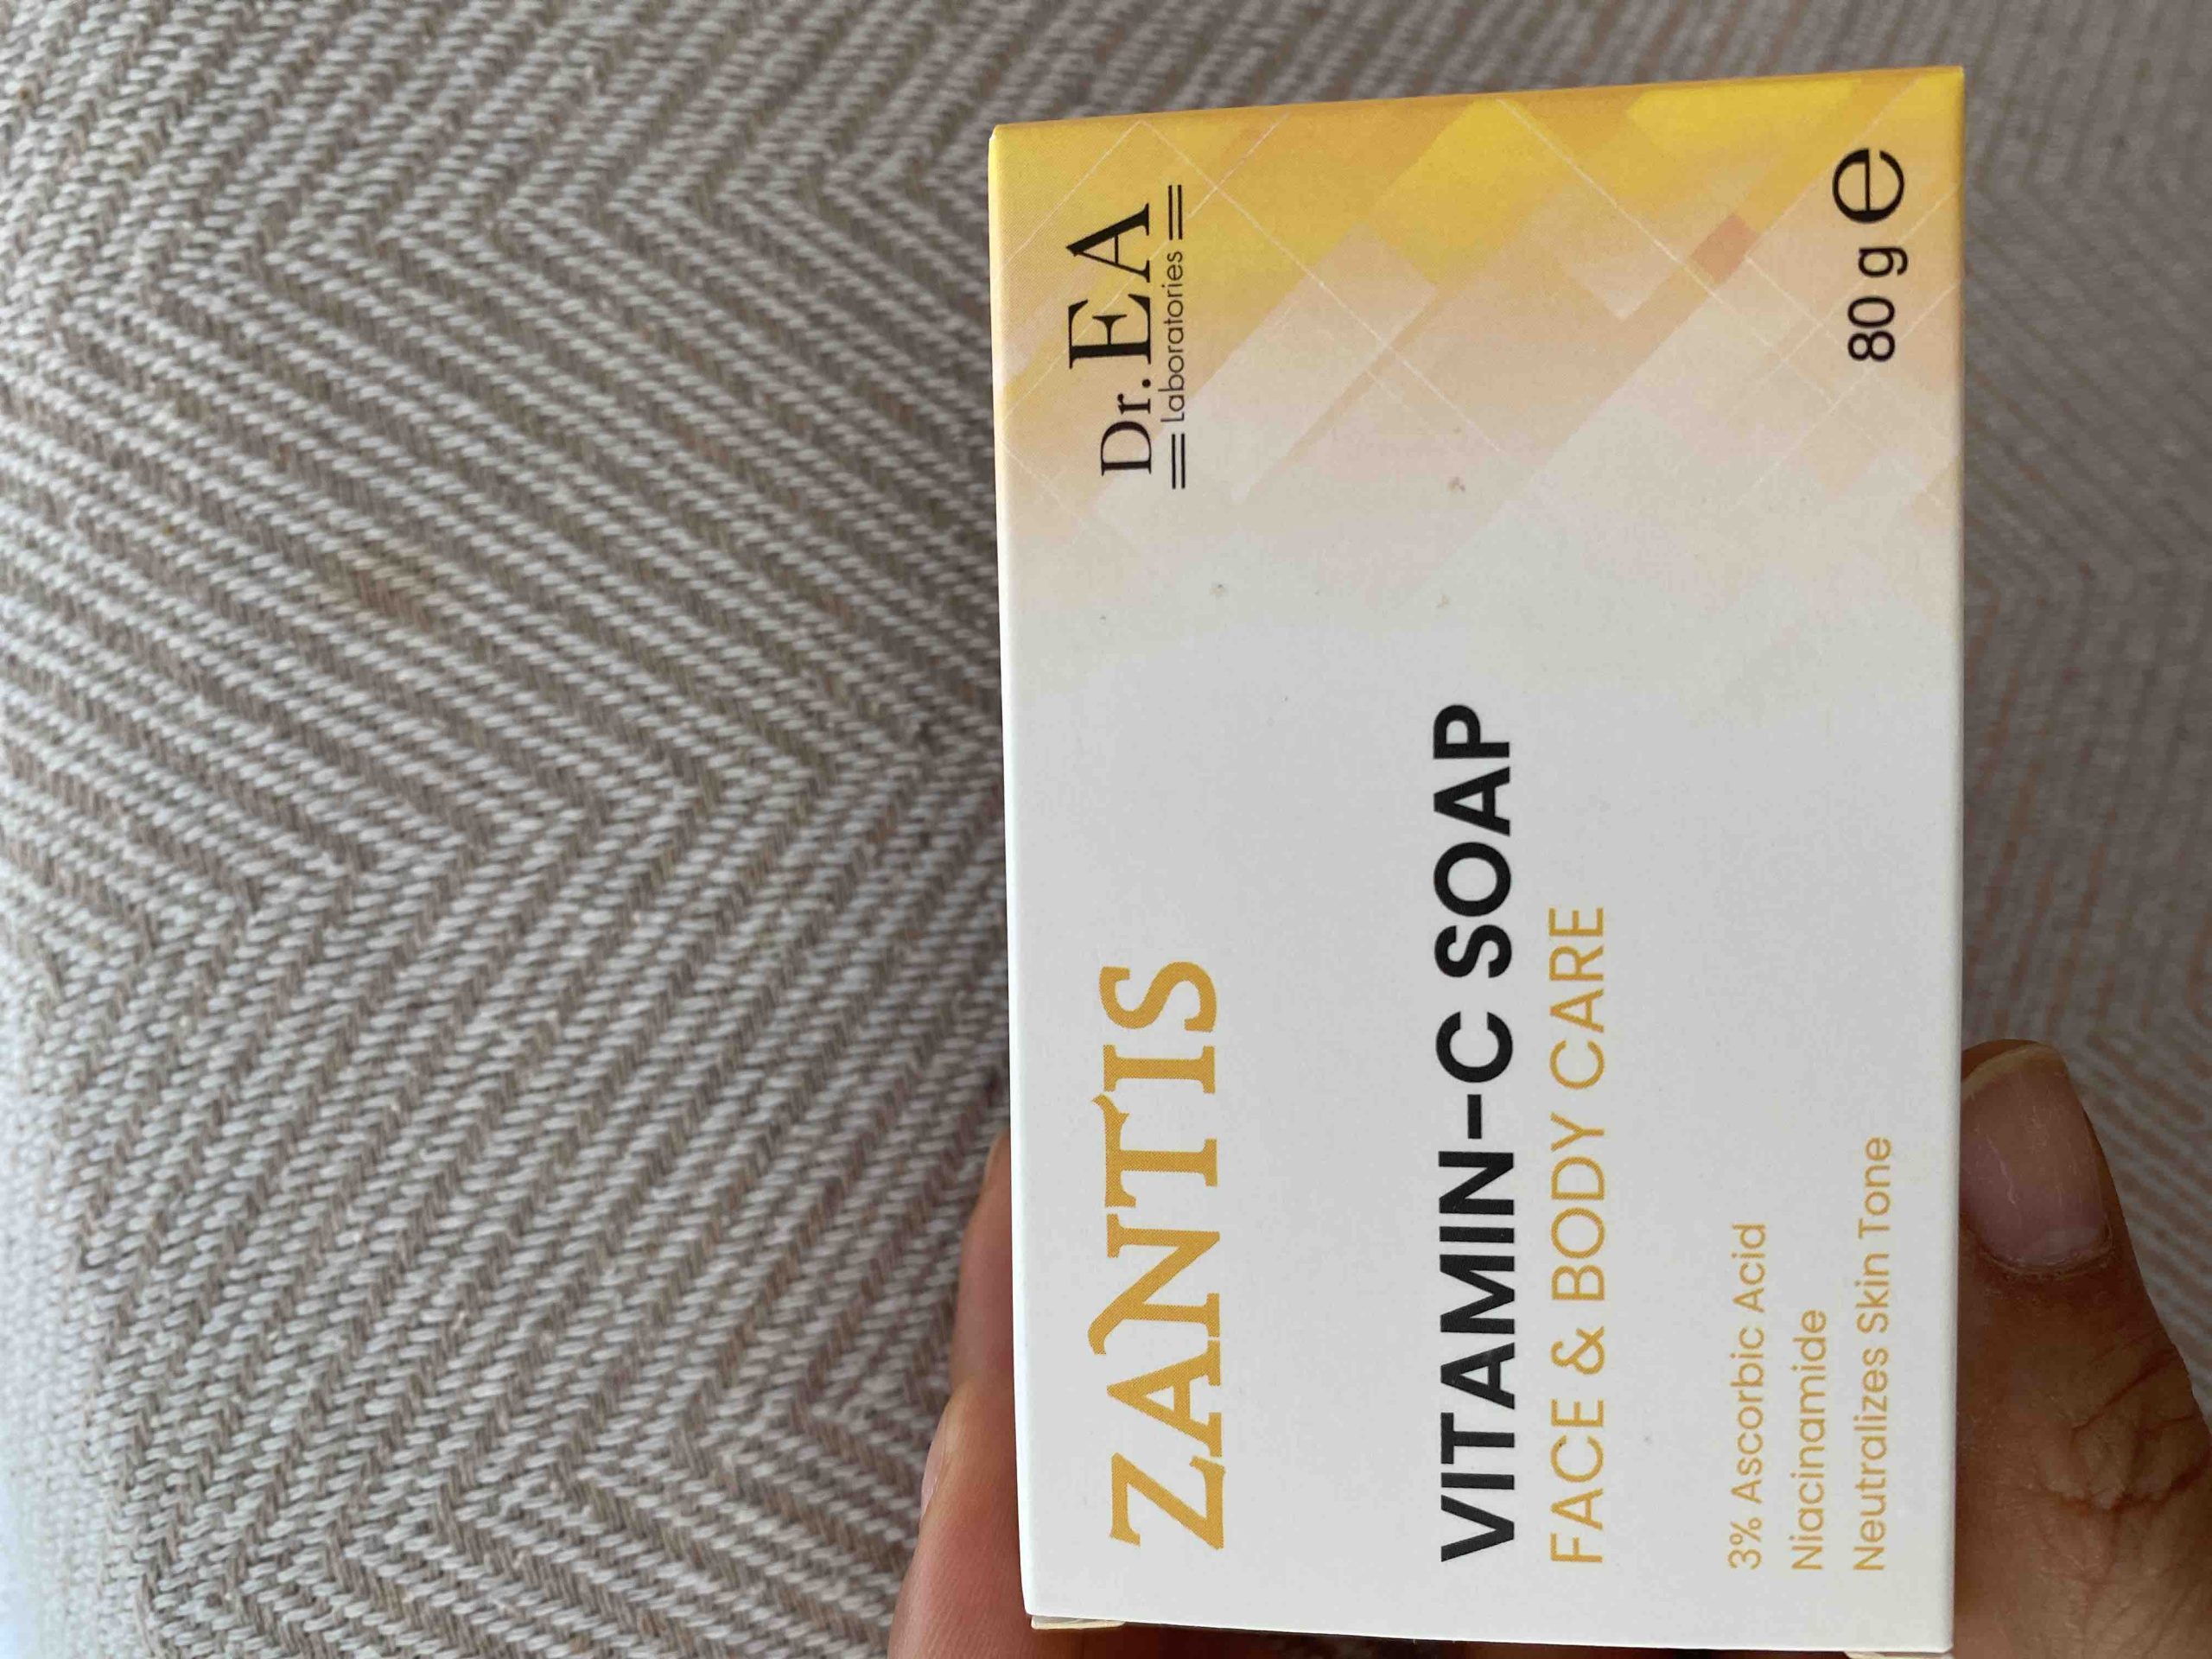 Dr. EA
Laboratories
ZANTIS
VITAMIN-C SOAP
FACE & BODY CARE
3% Ascorbic Acid
Niacinamide
Neutralizes Skin Tone
80 g ℮